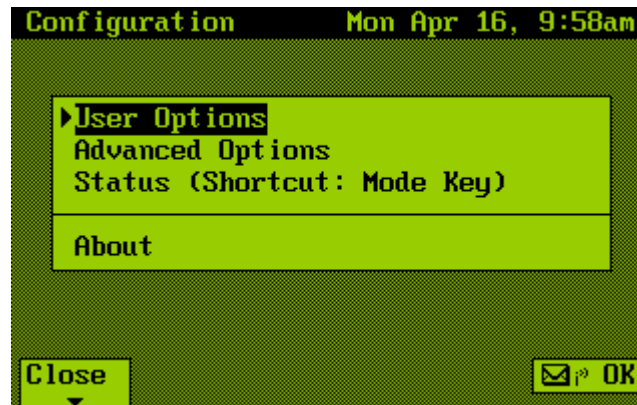 Configuration Mon Apr 16, 9:58am
User Options
Advanced Options
Status (Shortcut: Mode Key)
About
Close OK